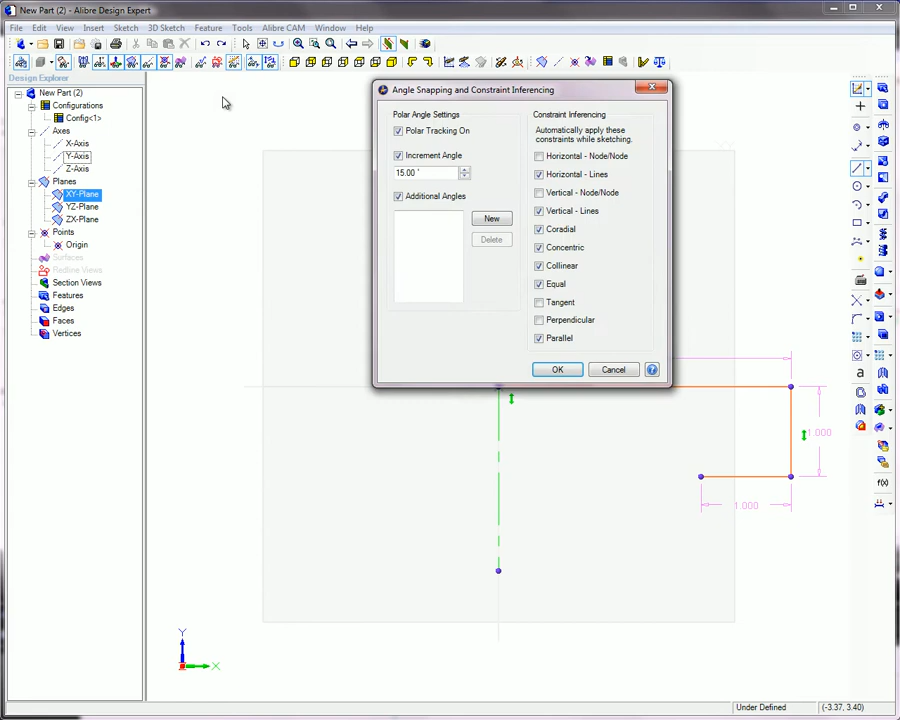 New Part (2) - Alibre Design Expert
File Edit View Insert Sketch 3D Sketch Feature Tools Alibre CAM Window Help
Design Explorer
New Part (2)
Configurations
Config<1>
Axes
X-Axis
Y-Axis
Z-Axis
Planes
XY-Plane
YZ-Plane
ZX-Plane
Points
Origin
Surfaces
Redline Views
Section Views
Features
Edges
Faces
Vertices
Angle Snapping and Constraint Inferencing
Polar Angle Settings
Polar Tracking On
Increment Angle
15.00 °
Additional Angles
New
Delete
Constraint Inferencing
Automatically apply these
constraints while sketching.
Horizontal - Node/Node
Horizontal - Lines
Vertical - Node/Node
Vertical - Lines
Coradial
Concentric
Collinear
Equal
Tangent
Perpendicular
Parallel
OK
Cancel
1.000
1.000
Y
X
a
f(x)
Under Defined
(-3.37, 3.40)